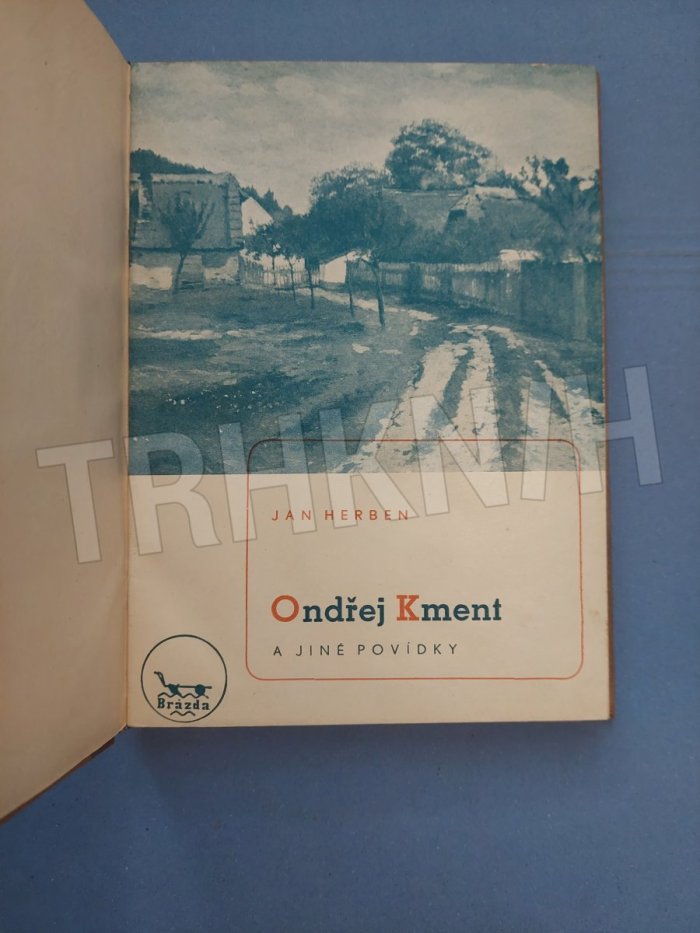 JAN HERBEN
Ondřej Kment
A JINÉ POVÍDKY
Brázda
TRHKNIH